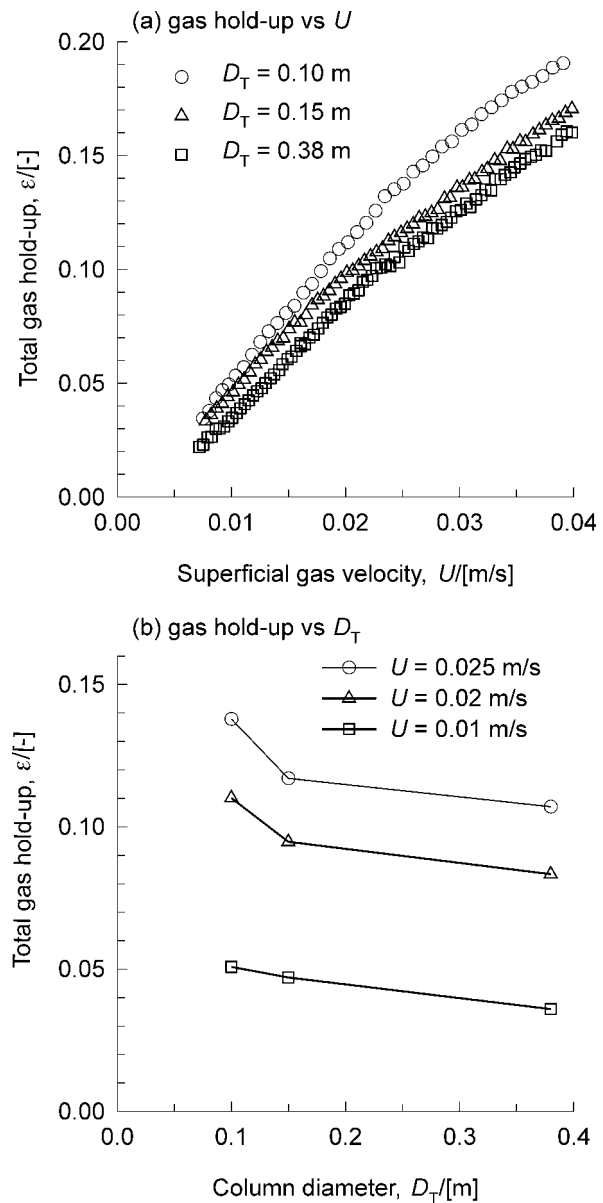 (a) gas hold-up vs U
0.20
D_T = 0.10 m
D_T = 0.15 m
D_T = 0.38 m
0.15
0.10
0.05
0.00
Total gas hold-up, ε/[-]
0.00 0.01 0.02 0.03 0.04
Superficial gas velocity, U/[m/s]
(b) gas hold-up vs D_T
U = 0.025 m/s
U = 0.02 m/s
U = 0.01 m/s
0.15
0.10
0.05
0.00
Total gas hold-up, ε/[-]
0.0 0.1 0.2 0.3 0.4
Column diameter, D_T/[m]